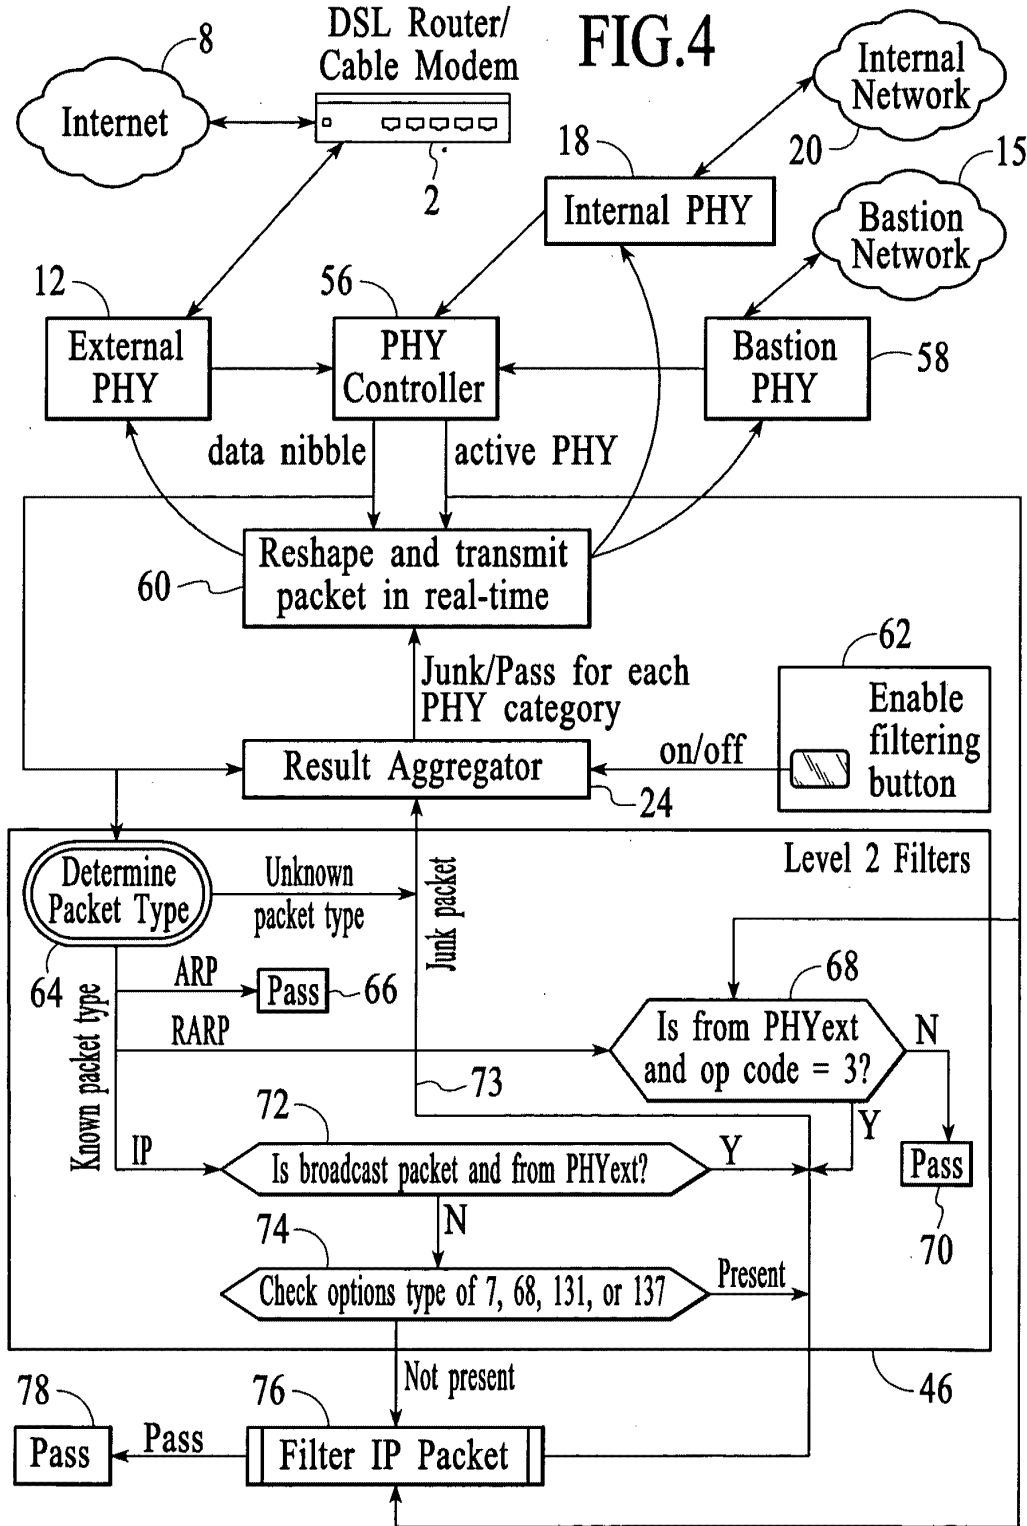 FIG.4
8
Internet
DSL Router/
Cable Modem
2
Internal
Network
20
18
Internal PHY
15
Bastion
Network
12
External
PHY
56
PHY
Controller
Bastion
PHY
58
data nibble
active PHY
Reshape and transmit
packet in real-time
60
Junk/Pass for each
PHY category
62
Enable
filtering
button
on/off
Result Aggregator
24
Level 2 Filters
Determine
Packet Type
64
Unknown
packet type
Junk packet
Known packet type
ARP
Pass
66
RARP
68
Is from PHYext
and op code = 3?
N
Y
73
Pass
70
IP
72
Is broadcast packet and from PHYext?
Y
N
74
Check options type of 7, 68, 131, or 137
Present
Not present
46
78
Pass
Pass
76
Filter IP Packet